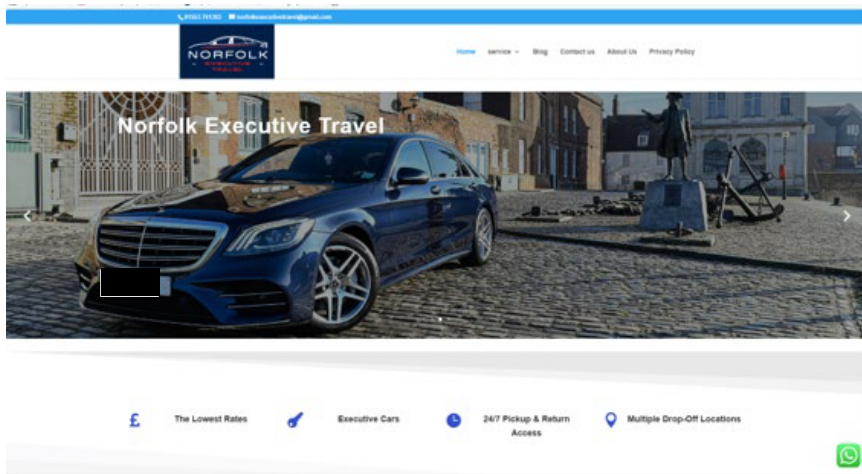 NORFOLK
EXECUTIVE
TRAVEL
Home service Blog Contact us About Us Privacy Policy
Norfolk Executive Travel
£ The Lowest Rates
Executive Cars
24/7 Pickup & Return
Access
Multiple Drop-Off Locations